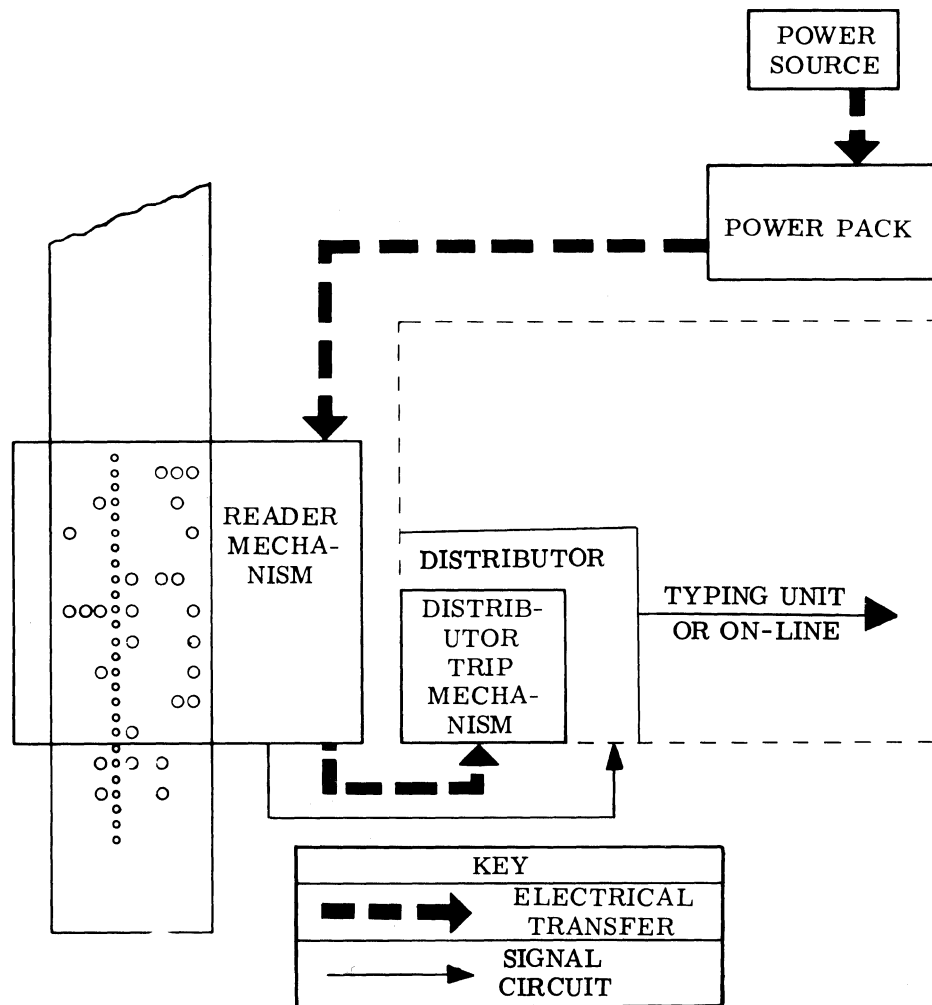 POWER
SOURCE
POWER PACK
READER
MECHA-
NISM
DISTRIBUTOR
DISTRIB-
UTOR
TRIP
MECHA-
NISM
TYPING UNIT
OR ON-LINE
KEY
ELECTRICAL
TRANSFER
SIGNAL
CIRCUIT